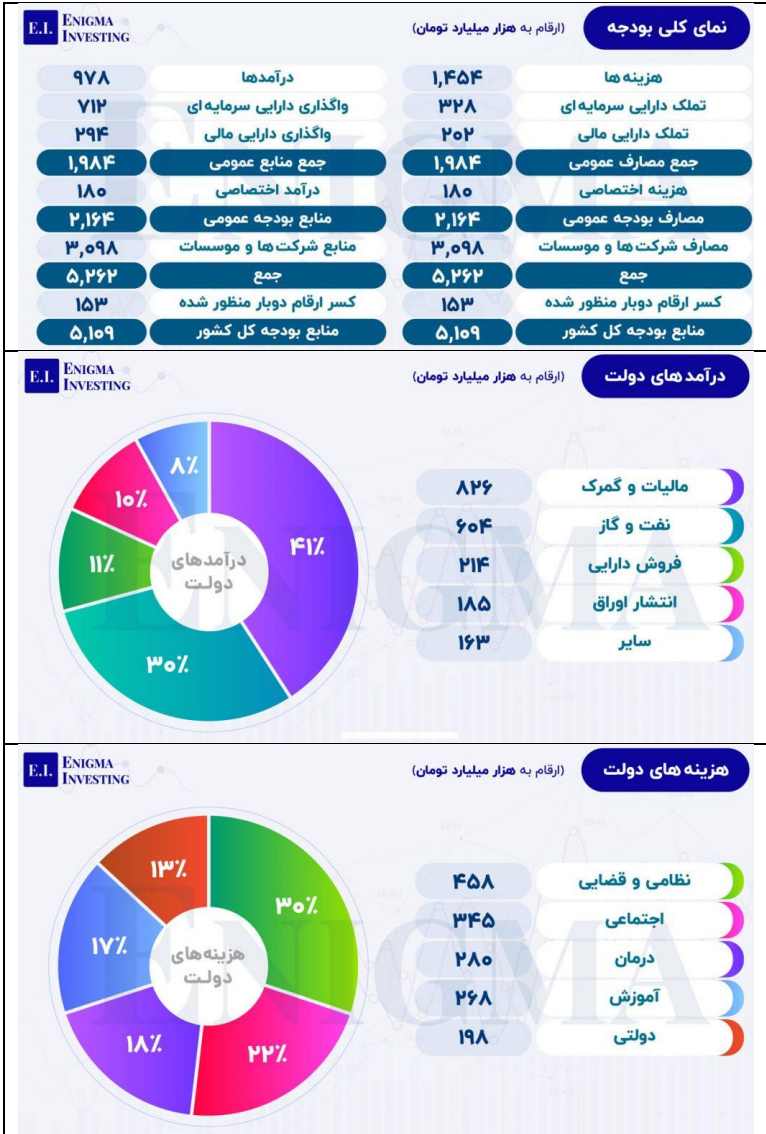 نمای کلی بودجه
(ارقام به هزار میلیارد تومان)
E.I. ENIGMA INVESTING
هزینه ها ۱,۴۵۴ درآمدها ۹۷۸
تملک دارایی سرمایه ای ۳۲۸ واگذاری دارایی سرمایه ای ۷۱۲
تملک دارایی مالی ۲۰۲ واگذاری دارایی مالی ۲۹۴
جمع مصارف عمومی ۱,۹۸۴ جمع منابع عمومی ۱,۹۸۴
هزینه اختصاصی ۱۸۰ درآمد اختصاصی ۱۸۰
مصارف بودجه عمومی ۲,۱۶۴ منابع بودجه عمومی ۲,۱۶۴
مصارف شرکت ها و موسسات ۳,۰۹۸ منابع شرکت ها و موسسات ۳,۰۹۸
جمع ۵,۲۶۲ جمع ۵,۲۶۲
کسر ارقام دوبار منظور شده ۱۵۳ کسر ارقام دوبار منظور شده ۱۵۳
منابع بودجه کل کشور ۵,۱۰۹ منابع بودجه کل کشور ۵,۱۰۹
ENIGMA
درآمدهای دولت
(ارقام به هزار میلیارد تومان)
E.I. ENIGMA INVESTING
مالیات و گمرک ۸۲۶
نفت و گاز ۶۰۴
فروش دارایی ۲۱۴
انتشار اوراق ۱۸۵
سایر ۱۶۳
درآمدهای
دولت
۴۱٪
۳۰٪
۱۱٪
۱۰٪
۸٪
ENIGMA
هزینه های دولت
(ارقام به هزار میلیارد تومان)
E.I. ENIGMA INVESTING
نظامی و قضایی ۴۵۸
اجتماعی ۳۴۵
درمان ۲۸۰
آموزش ۲۶۸
دولتی ۱۹۸
هزینه‌های
دولت
۳۰٪
۲۲٪
۱۸٪
۱۷٪
۱۳٪
ENIGMA